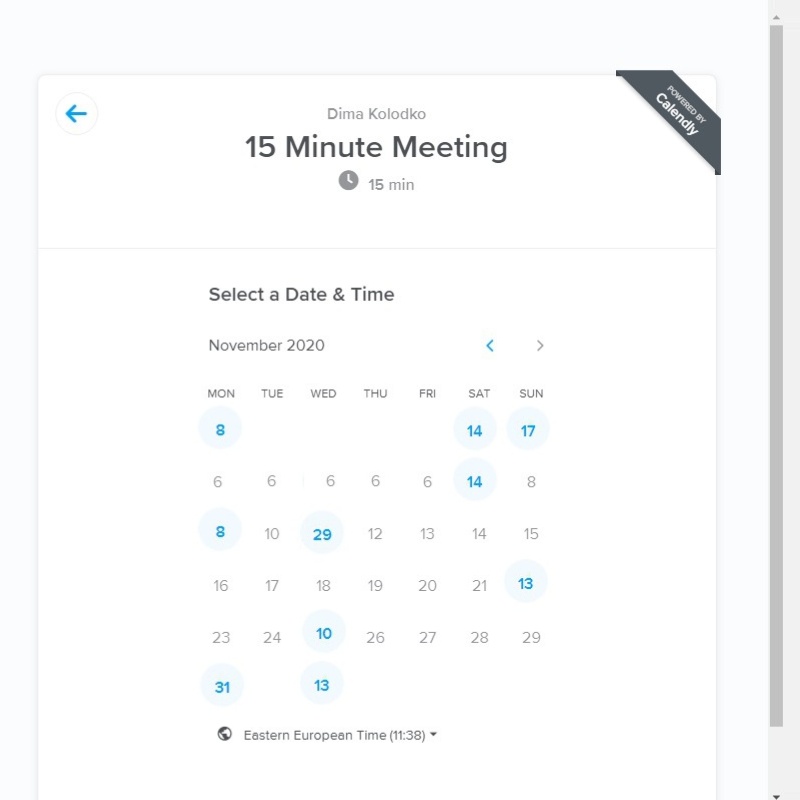 POWERED BY
Calendly
Dima Kolodko
15 Minute Meeting
15 min
Select a Date & Time
November 2020
MON TUE WED THU FRI SAT SUN
8 14 17
6 6 6 6 6 14 8
8 10 29 12 13 14 15
16 17 18 19 20 21 13
23 24 10 26 27 28 29
31 13
Eastern European Time (11:38)